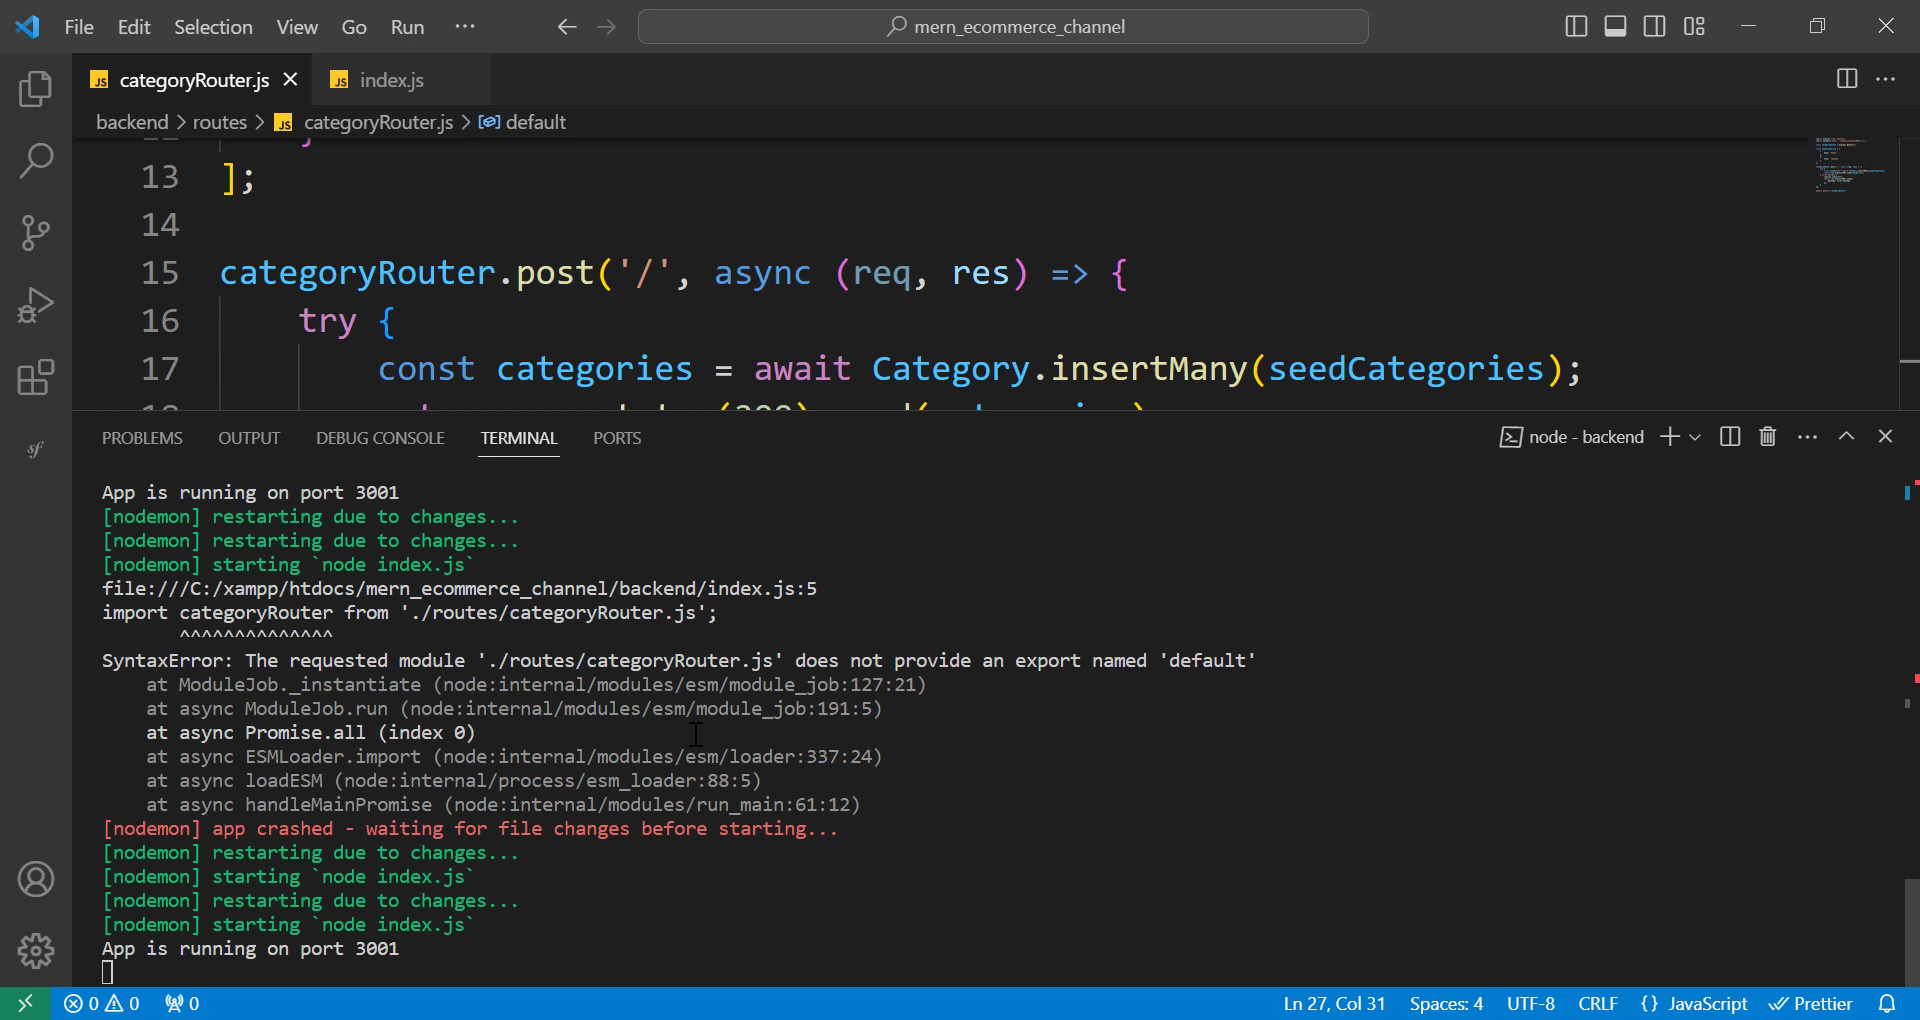 File Edit Selection View Go Run ··· mern_ecommerce_channel
JS categoryRouter.js JS index.js
backend > routes > JS categoryRouter.js > default
13 ];
14
15 categoryRouter.post('/', async (req, res) => {
16 try {
17 const categories = await Category.insertMany(seedCategories);
PROBLEMS OUTPUT DEBUG CONSOLE TERMINAL PORTS node - backend
App is running on port 3001
[nodemon] restarting due to changes...
[nodemon] restarting due to changes...
[nodemon] starting `node index.js`
file:///C:/xampp/htdocs/mern_ecommerce_channel/backend/index.js:5
import categoryRouter from './routes/categoryRouter.js';
^^^^^^^^^^^^^^
SyntaxError: The requested module './routes/categoryRouter.js' does not provide an export named 'default'
at ModuleJob._instantiate (node:internal/modules/esm/module_job:127:21)
at async ModuleJob.run (node:internal/modules/esm/module_job:191:5)
at async Promise.all (index 0)
at async ESMLoader.import (node:internal/modules/esm/loader:337:24)
at async loadESM (node:internal/process/esm_loader:88:5)
at async handleMainPromise (node:internal/modules/run_main:61:12)
[nodemon] app crashed - waiting for file changes before starting...
[nodemon] restarting due to changes...
[nodemon] starting `node index.js`
[nodemon] restarting due to changes...
[nodemon] starting `node index.js`
App is running on port 3001
0 0 0 Ln 27, Col 31 Spaces: 4 UTF-8 CRLF {} JavaScript Prettier